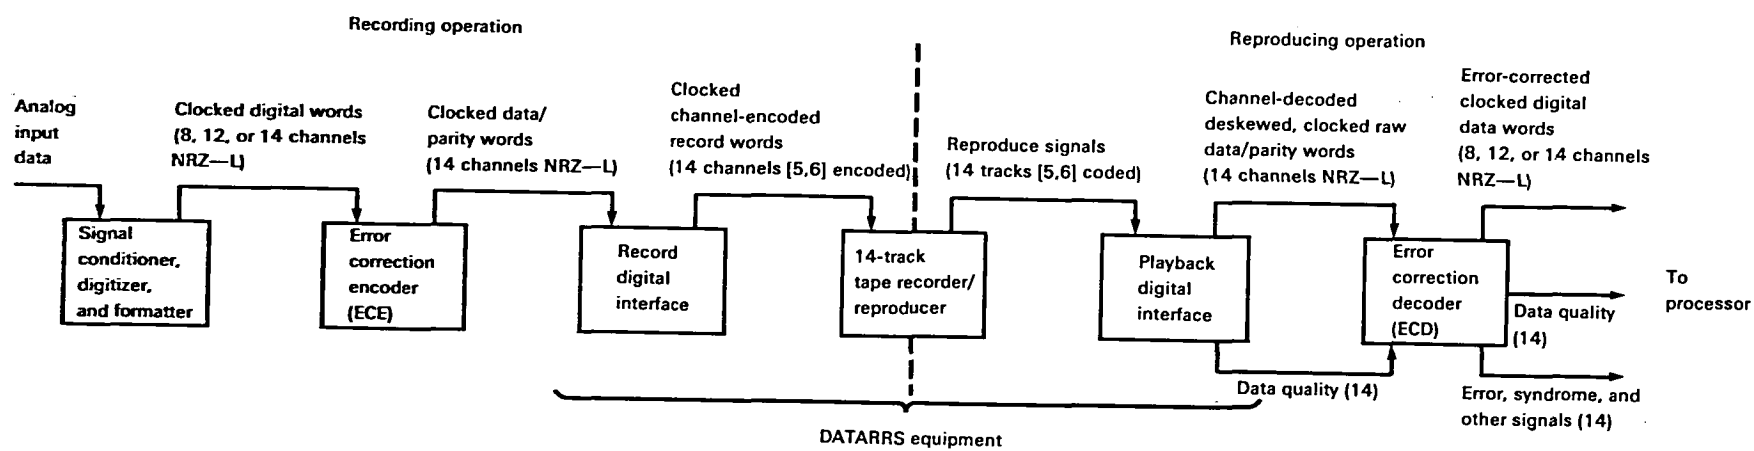 Recording operation
Reproducing operation
Analog
input
data
Clocked digital words
(8, 12, or 14 channels
NRZ—L)
Clocked data/
parity words
(14 channels NRZ—L)
Clocked
channel-encoded
record words
(14 channels [5,6] encoded)
Reproduce signals
(14 tracks [5,6] coded)
Channel-decoded
deskewed, clocked raw
data/parity words
(14 channels NRZ—L)
Error-corrected
clocked digital
data words
(8, 12, or 14 channels
NRZ—L)
Signal
conditioner,
digitizer,
and formatter
Error
correction
encoder
(ECE)
Record
digital
interface
14-track
tape recorder/
reproducer
Playback
digital
interface
Error
correction
decoder
(ECD)
To
processor
Data quality
(14)
Data quality (14)
Error, syndrome, and
other signals (14)
DATARRS equipment